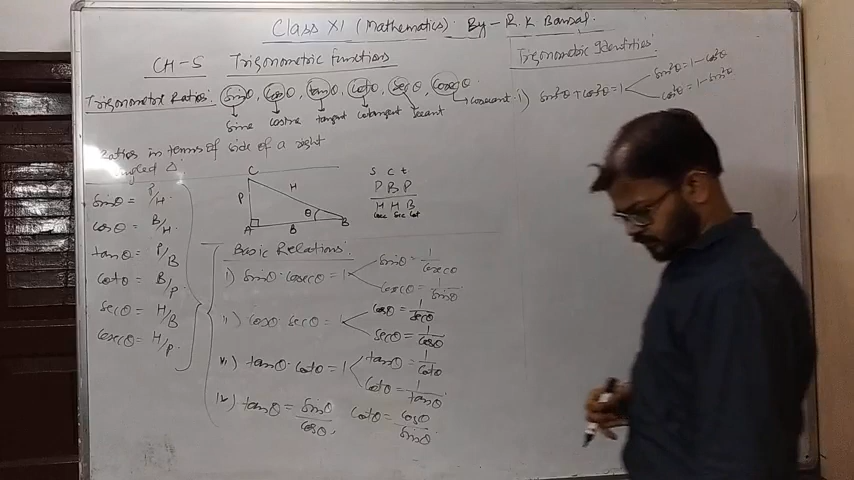 Class XI (Mathematics) By - R.K Bansal.
CH-5 Trigonometric Functions
Trigonometric Ratios: sinθ, cosθ, tanθ, cotθ, secθ, cosecθ
sine cosine tangent cotangent secant cosecant
Ratios in terms of side of a right
angled Δ
sinθ = P/H
cosθ = B/H
tanθ = P/B
cotθ = B/P
secθ = H/B
cosecθ = H/P
C
P H
θ
A B B
S C t
P B P
H H B
cosec sec cot
Basic Relations:
i) sinθ. cosecθ = 1
sinθ = 1/cosecθ
cosecθ = 1/sinθ
ii) cosθ. secθ = 1
cosθ = 1/secθ
secθ = 1/cosθ
iii) tanθ. cotθ = 1
tanθ = 1/cotθ
cotθ = 1/tanθ
iv) tanθ = sinθ/cosθ, cotθ = cosθ/sinθ
Trigonometric Identities:
i) sin²θ + cos²θ = 1
sin²θ = 1 - cos²θ
cos²θ = 1 - sin²θ